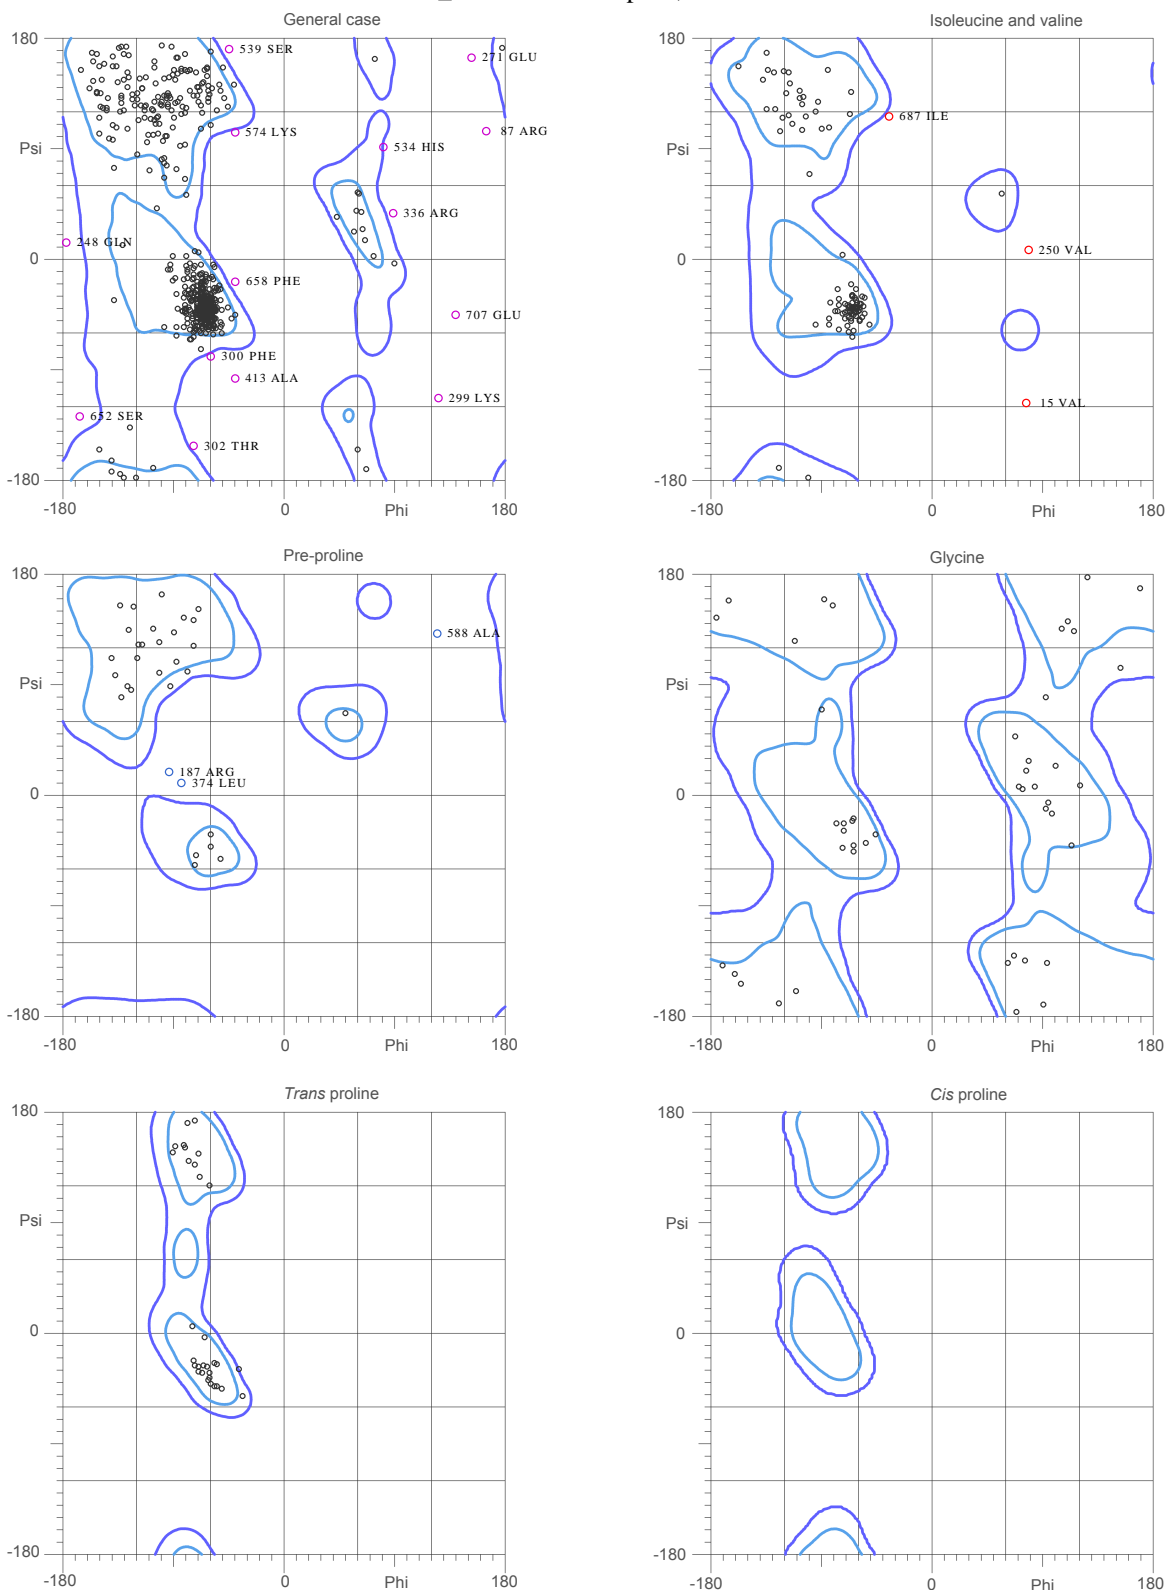 General case
Isoleucine and valine
180
539 SER
271 GLU
574 LYS
87 ARG
Psi
534 HIS
336 ARG
248 GLN
0
658 PHE
707 GLU
300 PHE
413 ALA
299 LYS
652 SER
302 THR
-180
-180
0
Phi
180
180
687 ILE
Psi
250 VAL
0
15 VAL
-180
-180
0
Phi
180
Pre-proline
Glycine
180
588 ALA
Psi
187 ARG
374 LEU
0
-180
-180
0
Phi
180
180
Psi
0
-180
-180
0
Phi
180
Trans proline
Cis proline
180
Psi
0
-180
-180
0
Phi
180
180
Psi
0
-180
-180
0
Phi
180